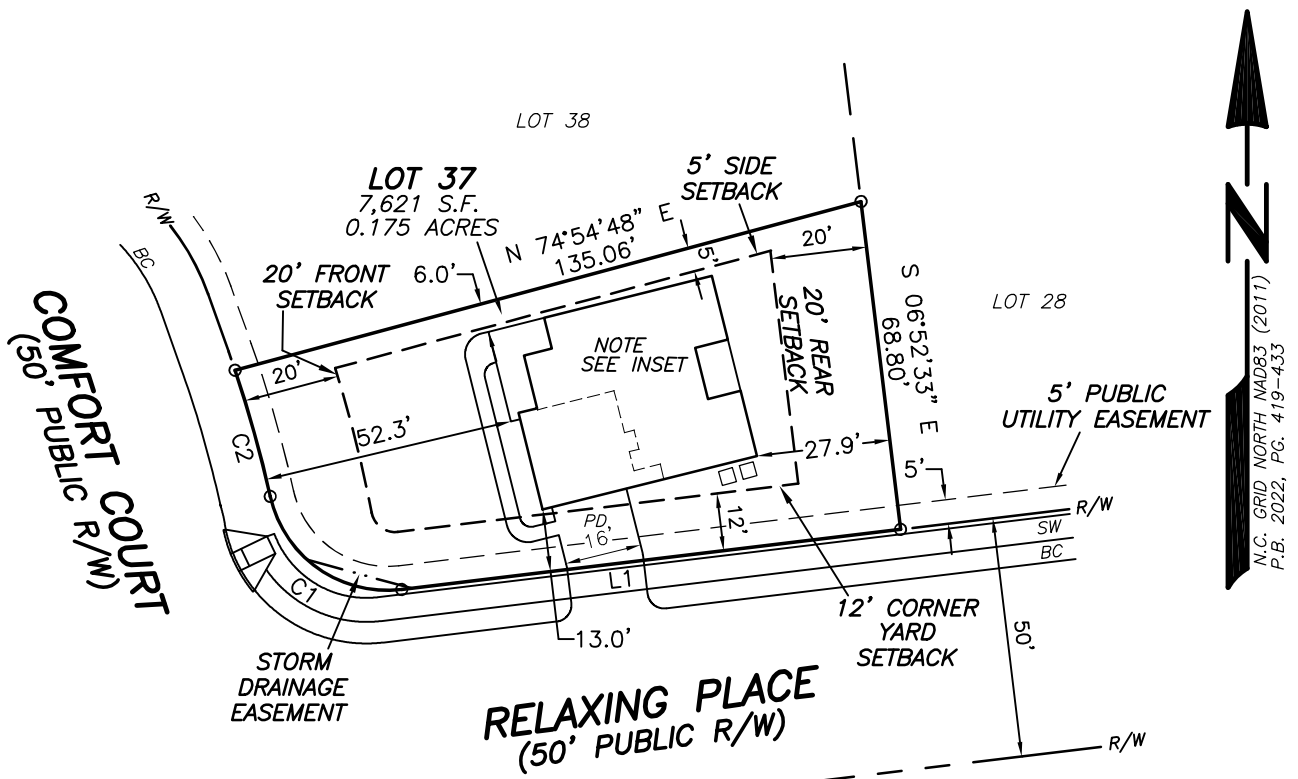 LOT 38
LOT 37
7,621 S.F.
0.175 ACRES
5' SIDE
SETBACK
N 74°54'48" E
135.06'
R/W
BC
20' FRONT
SETBACK
6.0'
5'
20'
20'
S 06°52'33" E
68.80'
LOT 28
NOTE
SEE INSET
20' REAR
SETBACK
5' PUBLIC
UTILITY EASEMENT
COMFORT COURT
(50' PUBLIC R/W)
C2
52.3'
27.9'
5'
R/W
SW
BC
PD
16'
12'
L1
C1
13.0'
12' CORNER
YARD
SETBACK
50'
STORM
DRAINAGE
EASEMENT
RELAXING PLACE
(50' PUBLIC R/W)
R/W
N
N.C. GRID NORTH NAD83 (2011)
P.B. 2022, PG. 419-433